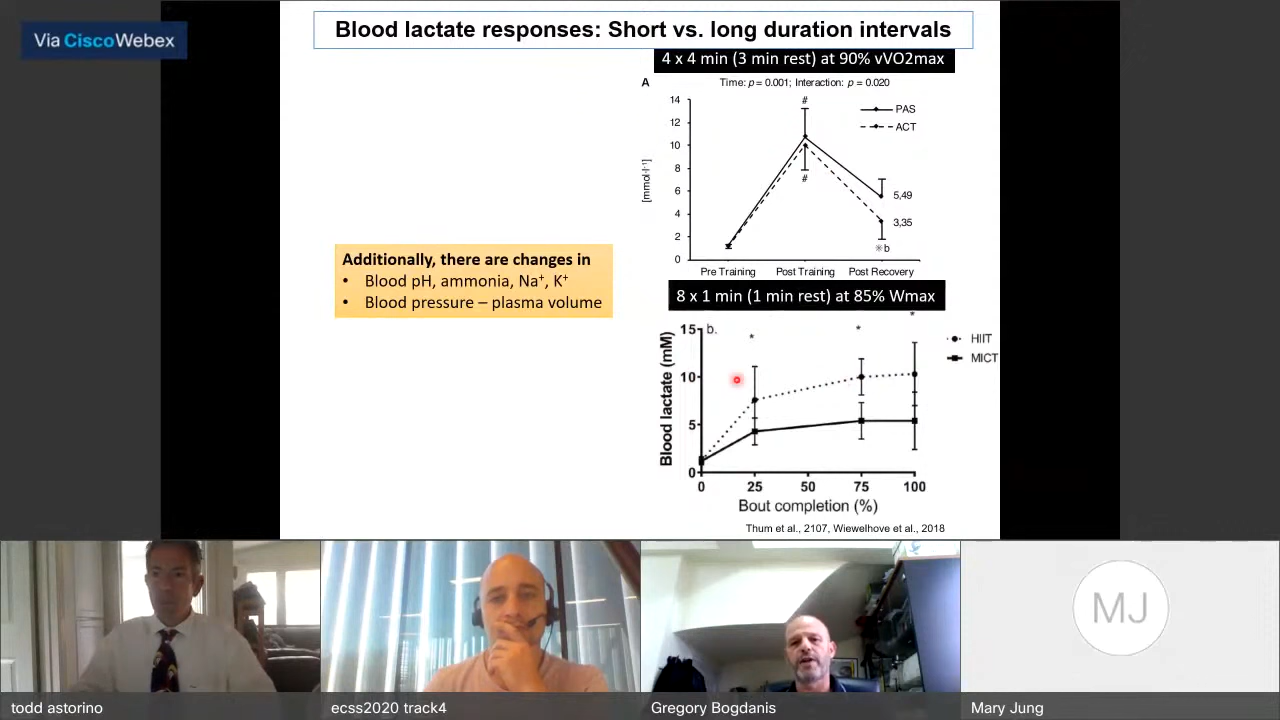 Via Cisco Webex
Blood lactate responses: Short vs. long duration intervals
4 x 4 min (3 min rest) at 90% vVO2max
A
Time: p = 0.001; Interaction: p = 0.020
14
12
10
8
6
4
2
0
[mmol·l⁻¹]
#
#
PAS
ACT
5,49
3,35
※b
Pre Training Post Training Post Recovery
Additionally, there are changes in
• Blood pH, ammonia, Na⁺, K⁺
• Blood pressure – plasma volume
8 x 1 min (1 min rest) at 85% Wmax
b.
15
10
5
0
Blood lactate (mM)
*
*
*
HIIT
MICT
0 25 50 75 100
Bout completion (%)
Thum et al., 2107, Wiewelhove et al., 2018
MJ
todd astorino
ecss2020 track4
Gregory Bogdanis
Mary Jung